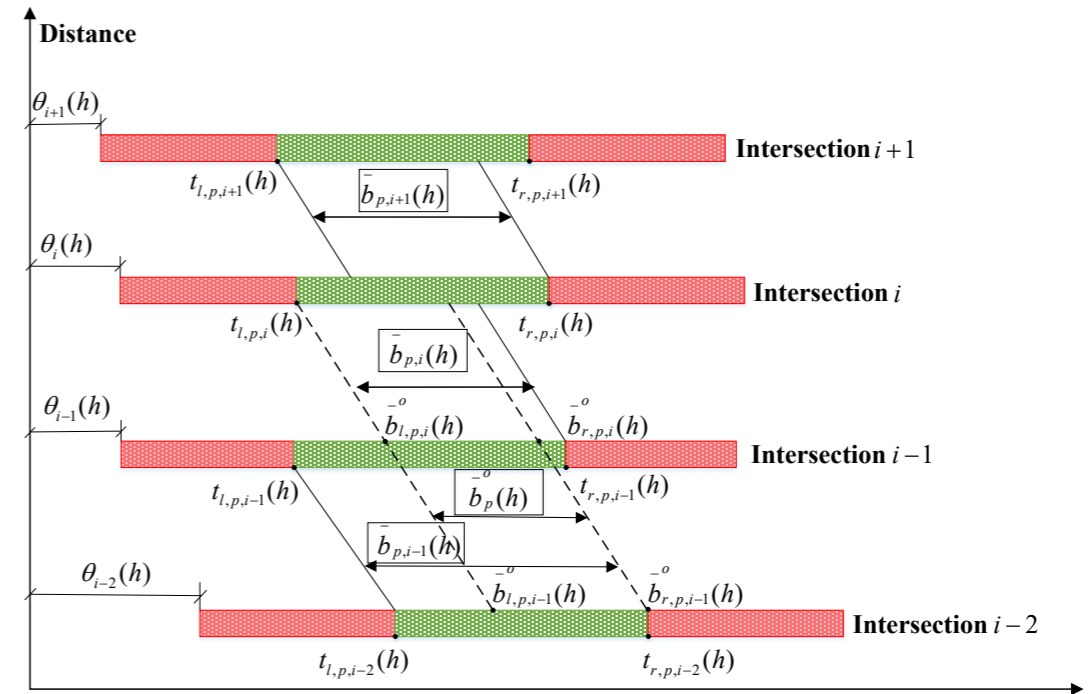 Distance
θ_{i+1}(h)
Intersection i+1
t_{l,p,i+1}(h)
b̄_{p,i+1}(h)
t_{r,p,i+1}(h)
θ_i(h)
Intersection i
t_{l,p,i}(h)
t_{r,p,i}(h)
b̄_{p,i}(h)
θ_{i−1}(h)
b̄^o_{l,p,i}(h)
b̄^o_{r,p,i}(h)
Intersection i−1
t_{l,p,i−1}(h)
b̄^o_p(h)
t_{r,p,i−1}(h)
b̄_{p,i−1}(h)
θ_{i−2}(h)
b̄^o_{l,p,i−1}(h)
b̄^o_{r,p,i−1}(h)
Intersection i−2
t_{l,p,i−2}(h)
t_{r,p,i−2}(h)